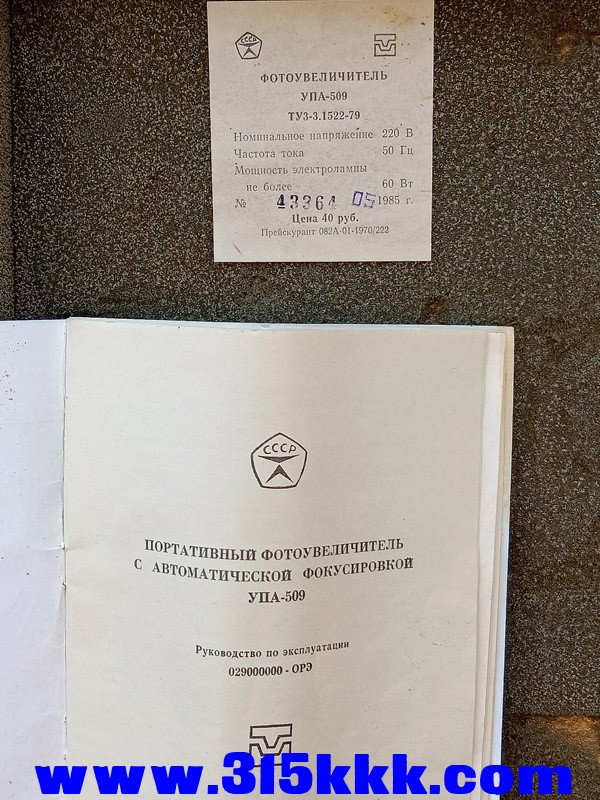 СССР
ФОТОУВЕЛИЧИТЕЛЬ
УПА-509
ТУ3-3.1522-79
Номинальное напряжение 220 В
Частота тока 50 Гц
Мощность электролампы
не более 60 Вт
№ 43364 05 1985 г.
Цена 40 руб.
Прейскурант 082А-01-1970/222
СССР
ПОРТАТИВНЫЙ ФОТОУВЕЛИЧИТЕЛЬ
С АВТОМАТИЧЕСКОЙ ФОКУСИРОВКОЙ
УПА-509
Руководство по эксплуатации
029000000 - ОРЭ
www.315kkk.com